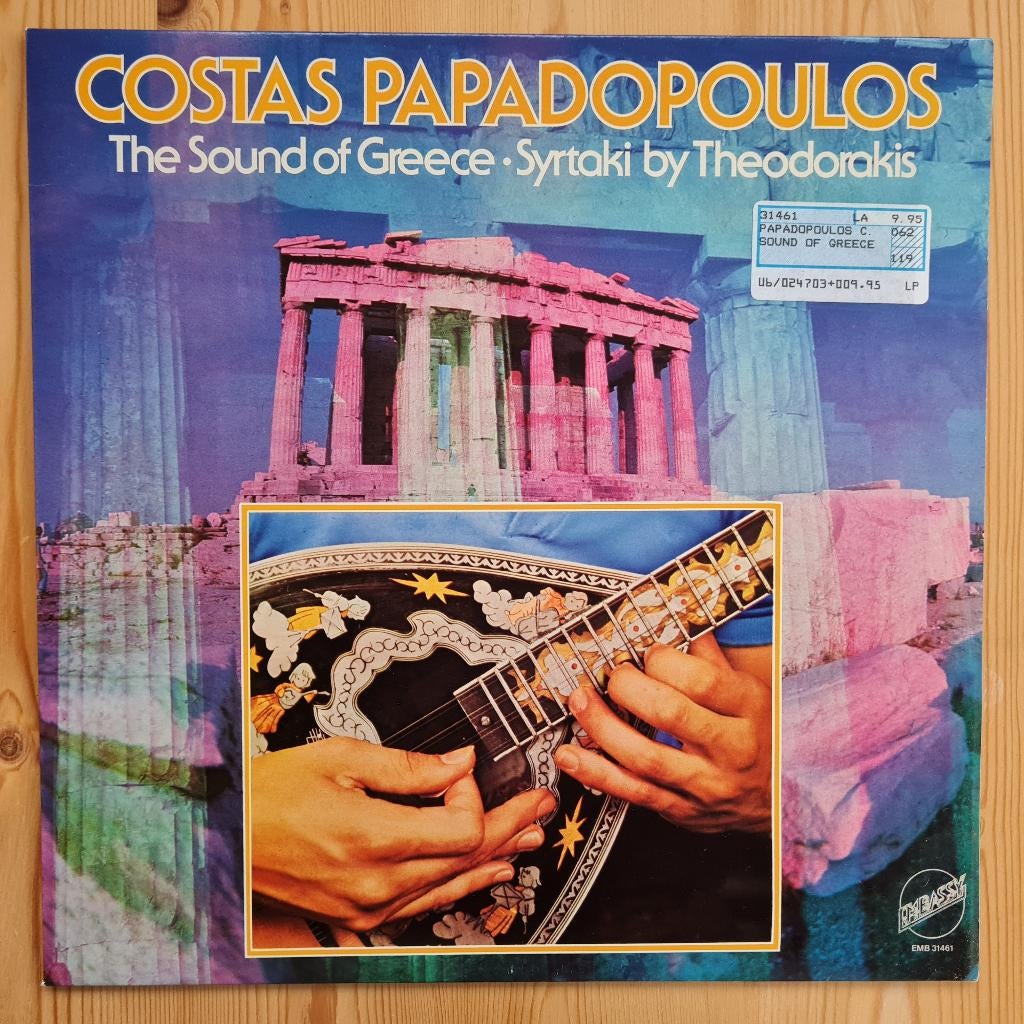 COSTAS PAPADOPOULOS
The Sound of Greece • Syrtaki by Theodorakis
31461 LA 9.95
PAPADOPOULOS C. 062
SOUND OF GREECE
119
U6/024703+009.95 LP
EMBASSY
EMB 31461